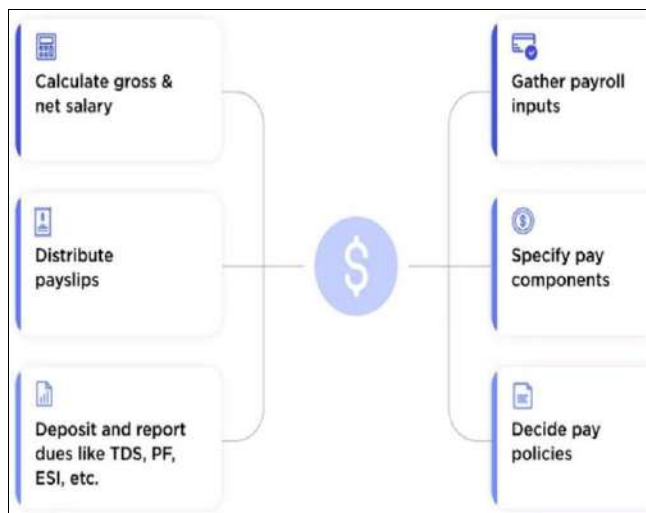 Calculate gross &
net salary
Distribute
payslips
Deposit and report
dues like TDS, PF,
ESI, etc.
$
Gather payroll
inputs
Specify pay
components
Decide pay
policies